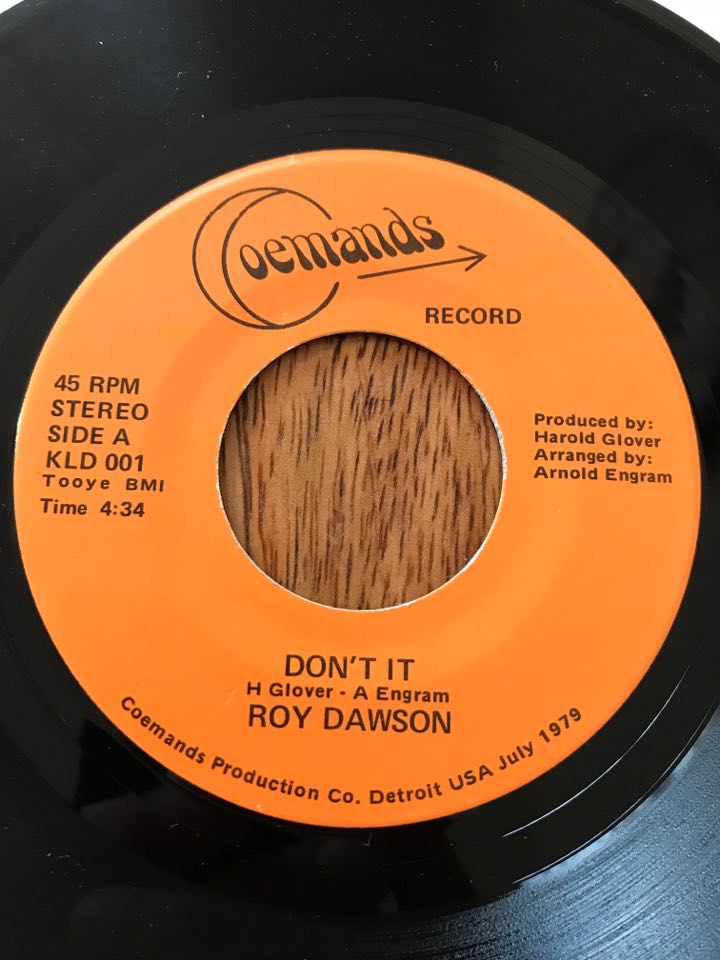 Coemands
RECORD
45 RPM
STEREO
SIDE A
KLD 001
Tooye BMI
Time 4:34
Produced by:
Harold Glover
Arranged by:
Arnold Engram
DON'T IT
H Glover - A Engram
ROY DAWSON
Coemands Production Co. Detroit USA July 1979